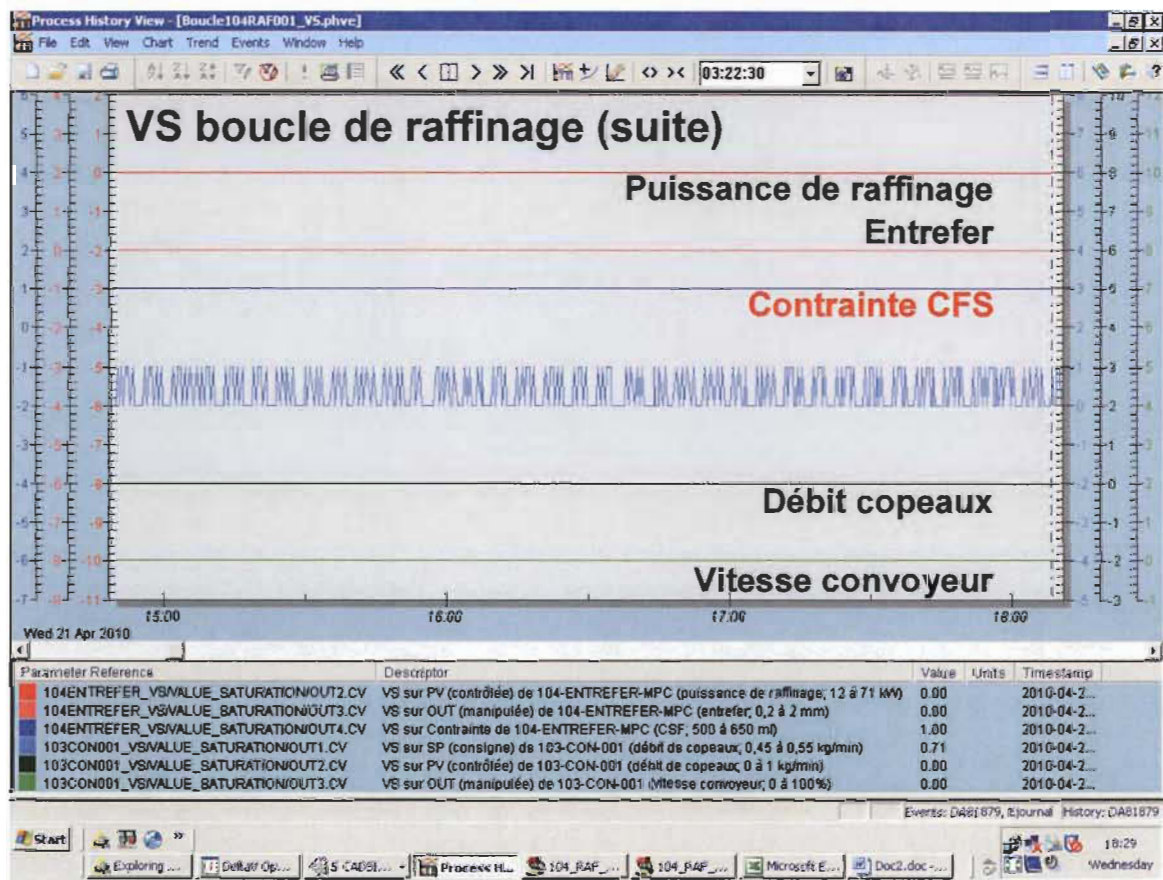 Process History View - [Boucle104RAF001_VS.phve]
File Edit View Chart Trend Events Window Help
03:22:30
VS boucle de raffinage (suite)
Puissance de raffinage
Entrefer
Contrainte CFS
Débit copeaux
Vitesse convoyeur
15:00 16:00 17:00 18:00
Wed 21 Apr 2010
Parameter Reference Descriptor Value Units Timestamp
104ENTREFER_VS/VALUE_SATURATION/OUT2.CV VS sur PV (contrôlée) de 104-ENTREFER-MPC (puissance de raffinage; 12 à 71 kW) 0.00 2010-04-2...
104ENTREFER_VS/VALUE_SATURATION/OUT3.CV VS sur OUT (manipulée) de 104-ENTREFER-MPC (entrefer; 0,2 à 2 mm) 0.00 2010-04-2...
104ENTREFER_VS/VALUE_SATURATION/OUT4.CV VS sur Contrainte de 104-ENTREFER-MPC (CSF; 500 à 650 ml) 1.00 2010-04-2...
103CON001_VS/VALUE_SATURATION/OUT1.CV VS sur SP (consigne) de 103-CON-001 (débit de copeaux; 0,45 à 0,55 kg/min) 0.71 2010-04-2...
103CON001_VS/VALUE_SATURATION/OUT2.CV VS sur PV (contrôlée) de 103-CON-001 (débit de copeaux; 0 à 1 kg/min) 0.00 2010-04-2...
103CON001_VS/VALUE_SATURATION/OUT3.CV VS sur OUT (manipulée) de 103-CON-001 (vitesse convoyeur; 0 à 100%) 0.00 2010-04-2...
Events: DA81879, Ejournal History: DA81879
Start 18:29
Exploring ... DeltaV Op... 5 CADSI... Process H... 104_RAF_... 104_RAF_... Microsoft E... Doc2.doc -... Wednesday